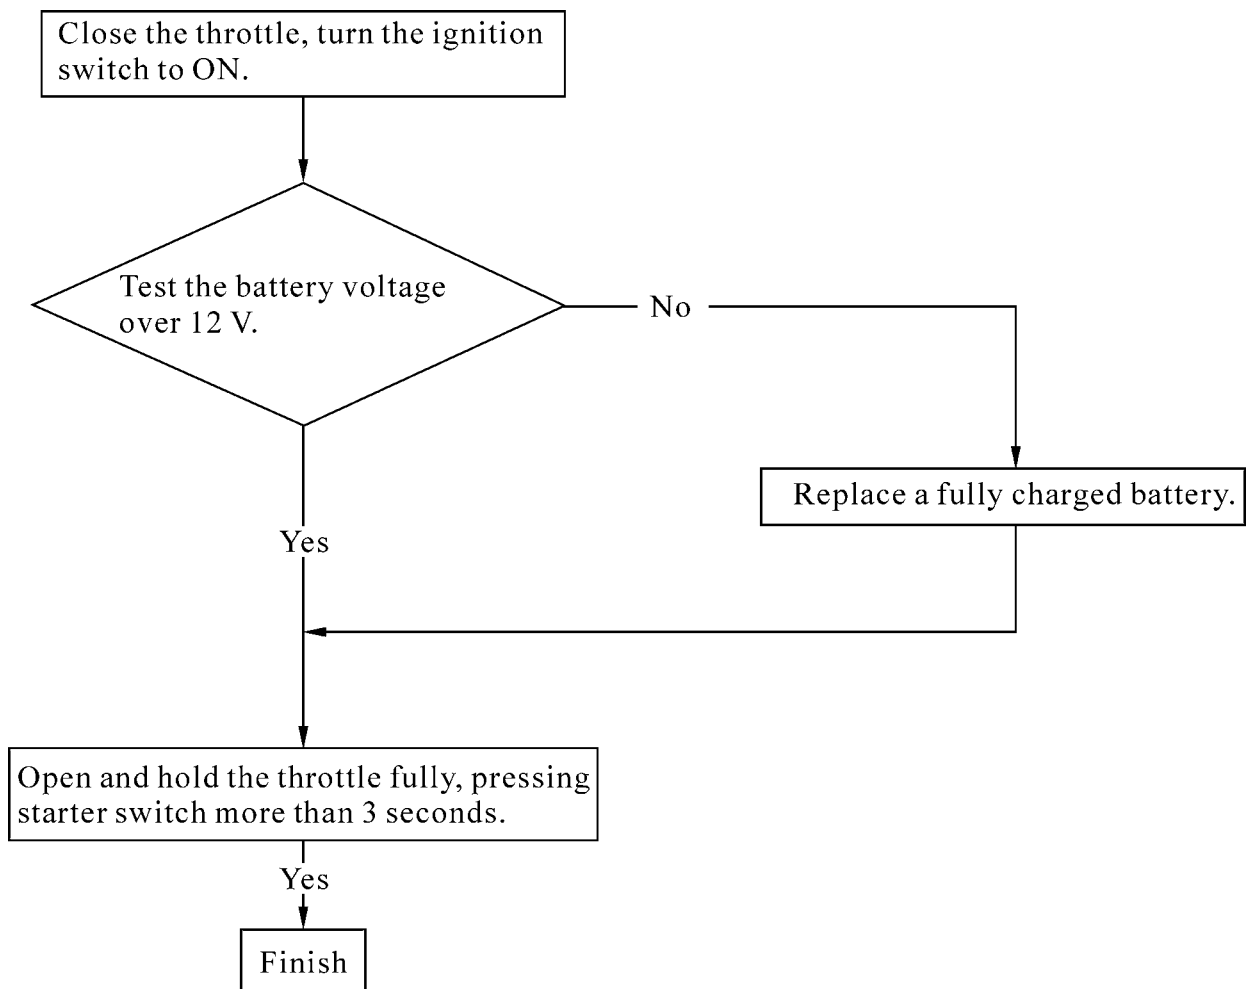 Close the throttle, turn the ignition
switch to ON.
Test the battery voltage
over 12 V.
No
Replace a fully charged battery.
Yes
Open and hold the throttle fully, pressing
starter switch more than 3 seconds.
Yes
Finish